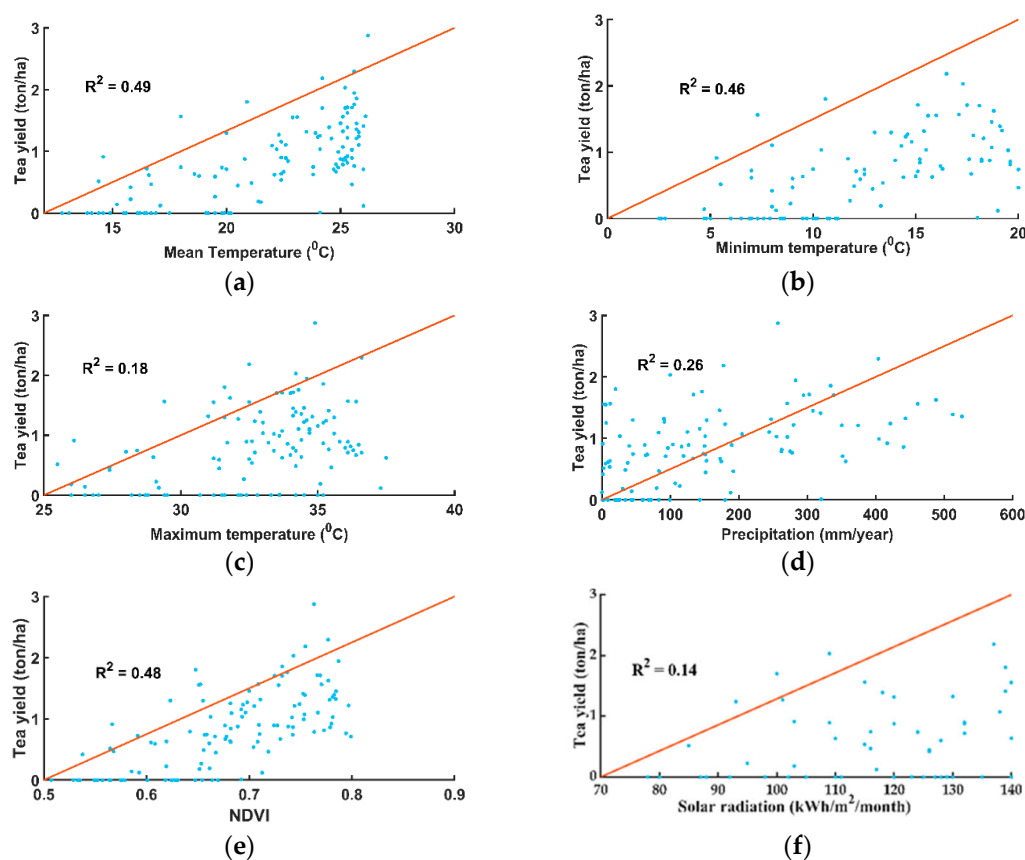 3
2
1
0
Tea yield (ton/ha)
R² = 0.49
15 20 25 30
Mean Temperature (⁰C)
(a)
3
2
1
0
Tea yield (ton/ha)
R² = 0.46
0 5 10 15 20
Minimum temperature (⁰C)
(b)
3
2
1
0
Tea yield (ton/ha)
R² = 0.18
25 30 35 40
Maximum temperature (⁰C)
(c)
3
2
1
0
Tea yield (ton/ha)
R² = 0.26
0 100 200 300 400 500 600
Precipitation (mm/year)
(d)
3
2
1
0
Tea yield (ton/ha)
R² = 0.48
0.5 0.6 0.7 0.8 0.9
NDVI
(e)
3
2
1
0
Tea yield (ton/ha)
R² = 0.14
70 80 90 100 110 120 130 140
Solar radiation (kWh/m²/month)
(f)